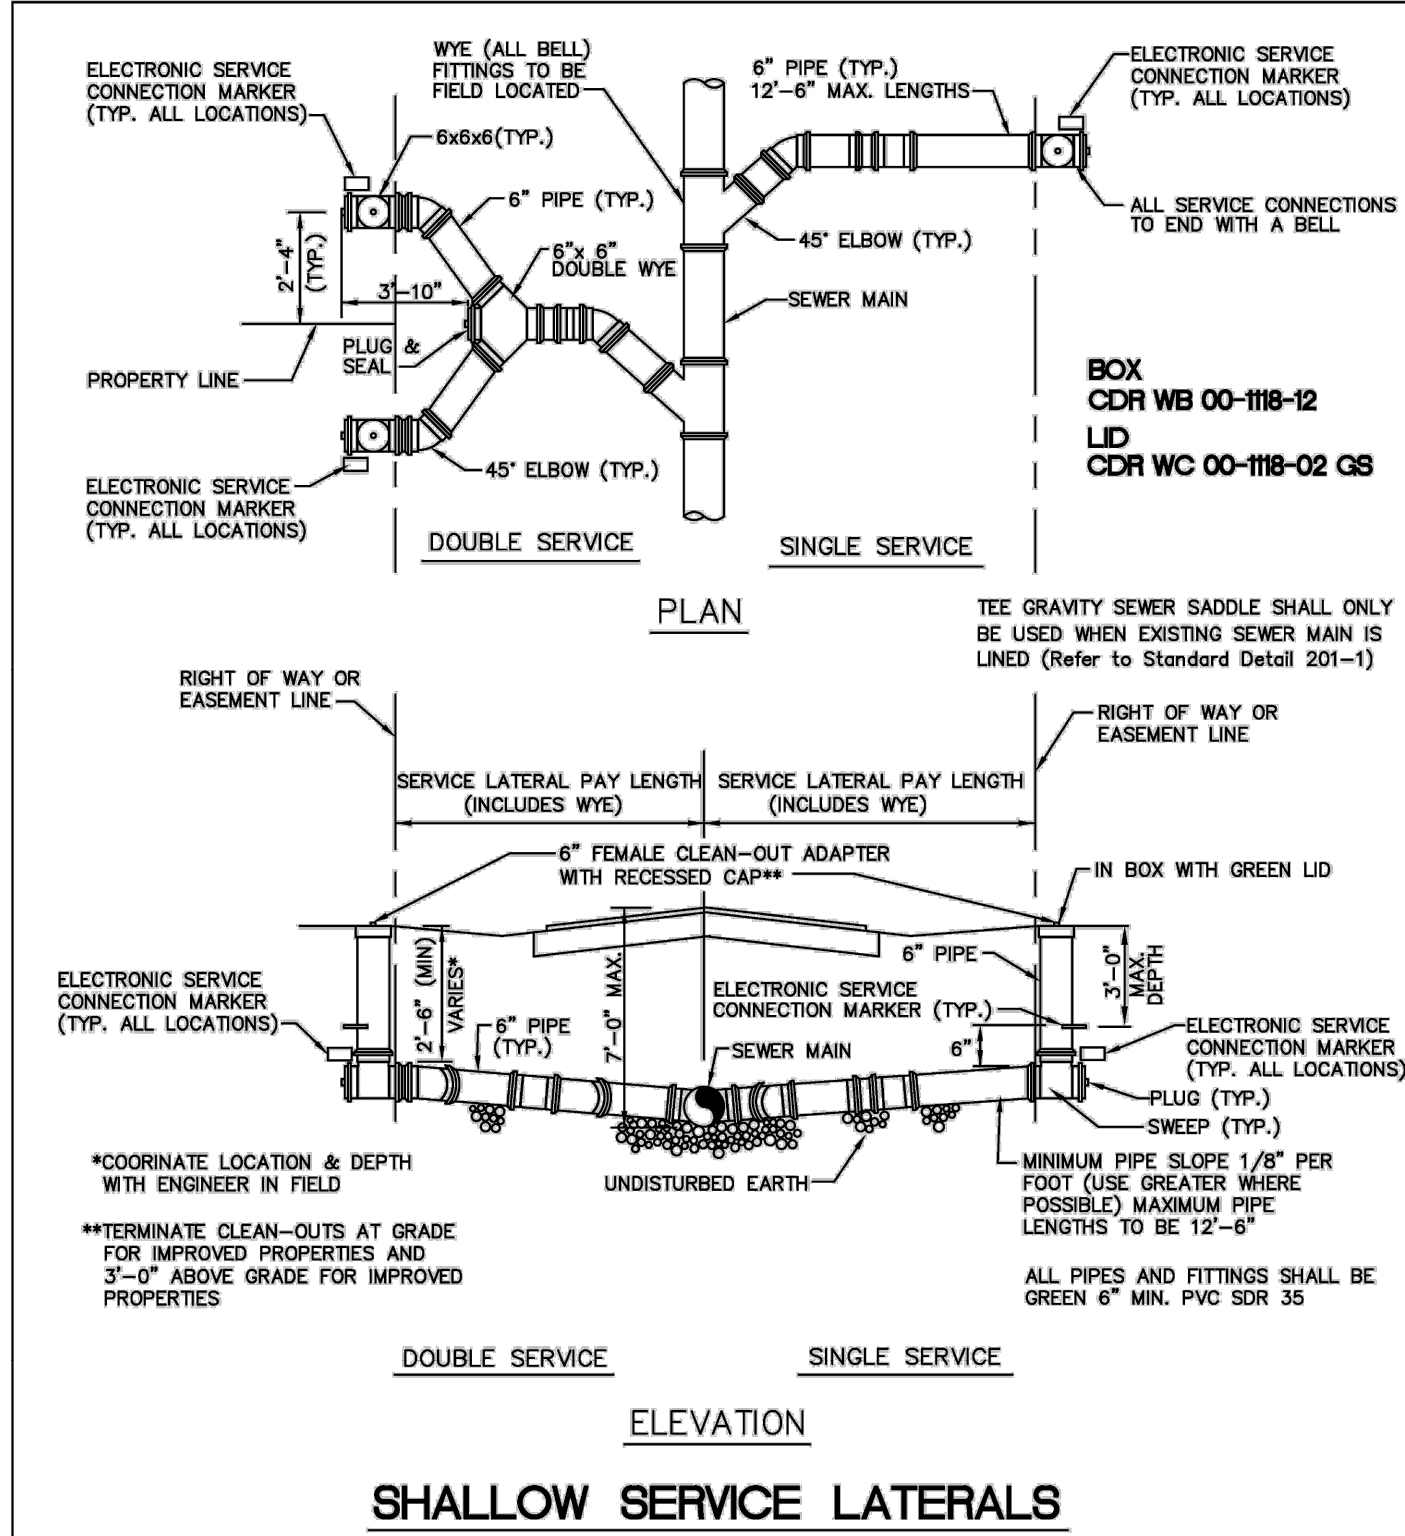 ELECTRONIC SERVICE
CONNECTION MARKER
(TYP. ALL LOCATIONS)
WYE (ALL BELL)
FITTINGS TO BE
FIELD LOCATED
6" PIPE (TYP.)
12'-6" MAX. LENGTHS
ELECTRONIC SERVICE
CONNECTION MARKER
(TYP. ALL LOCATIONS)
6x6x6(TYP.)
6" PIPE (TYP.)
ALL SERVICE CONNECTIONS
TO END WITH A BELL
45° ELBOW (TYP.)
2'-4"
(TYP.)
6"x 6"
DOUBLE WYE
3'-10"
SEWER MAIN
PLUG &
SEAL
PROPERTY LINE
BOX
CDR WB 00-1118-12
LID
CDR WC 00-1118-02 GS
45° ELBOW (TYP.)
ELECTRONIC SERVICE
CONNECTION MARKER
(TYP. ALL LOCATIONS)
DOUBLE SERVICE
SINGLE SERVICE
PLAN
TEE GRAVITY SEWER SADDLE SHALL ONLY
BE USED WHEN EXISTING SEWER MAIN IS
LINED (Refer to Standard Detail 201-1)
RIGHT OF WAY OR
EASEMENT LINE
RIGHT OF WAY OR
EASEMENT LINE
SERVICE LATERAL PAY LENGTH
(INCLUDES WYE)
SERVICE LATERAL PAY LENGTH
(INCLUDES WYE)
6" FEMALE CLEAN-OUT ADAPTER
WITH RECESSED CAP**
IN BOX WITH GREEN LID
2'-6" (MIN)
VARIES*
7'-0" MAX.
6" PIPE
3'-0"
MAX.
DEPTH
ELECTRONIC SERVICE
CONNECTION MARKER
(TYP. ALL LOCATIONS)
ELECTRONIC SERVICE
CONNECTION MARKER (TYP.)
6" PIPE
(TYP.)
6"
SEWER MAIN
ELECTRONIC SERVICE
CONNECTION MARKER
(TYP. ALL LOCATIONS)
PLUG (TYP.)
SWEEP (TYP.)
*COORINATE LOCATION & DEPTH
WITH ENGINEER IN FIELD
UNDISTURBED EARTH
MINIMUM PIPE SLOPE 1/8" PER
FOOT (USE GREATER WHERE
POSSIBLE) MAXIMUM PIPE
LENGTHS TO BE 12'-6"
**TERMINATE CLEAN-OUTS AT GRADE
FOR IMPROVED PROPERTIES AND
3'-0" ABOVE GRADE FOR IMPROVED
PROPERTIES
ALL PIPES AND FITTINGS SHALL BE
GREEN 6" MIN. PVC SDR 35
DOUBLE SERVICE
SINGLE SERVICE
ELEVATION
SHALLOW SERVICE LATERALS